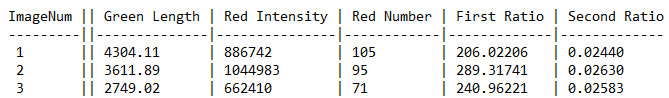 ImageNum || Green Length | Red Intensity | Red Number | First Ratio | Second Ratio
---------||--------------|---------------|------------|-------------|-------------
1 || 4304.11 | 886742 | 105 | 206.02206 | 0.02440
2 || 3611.89 | 1044983 | 95 | 289.31741 | 0.02630
3 || 2749.02 | 662410 | 71 | 240.96221 | 0.02583